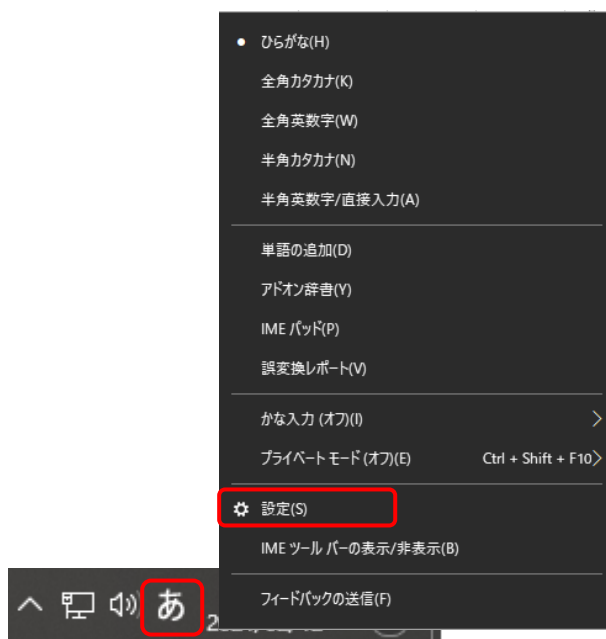 ひらがな(H)
全角カタカナ(K)
全角英数字(W)
半角カタカナ(N)
半角英数字/直接入力(A)
単語の追加(D)
アドオン辞書(Y)
IME パッド(P)
誤変換レポート(V)
かな入力 (オフ)(I)
プライベート モード (オフ)(E) Ctrl + Shift + F10
設定(S)
IME ツール バーの表示/非表示(B)
フィードバックの送信(F)
あ